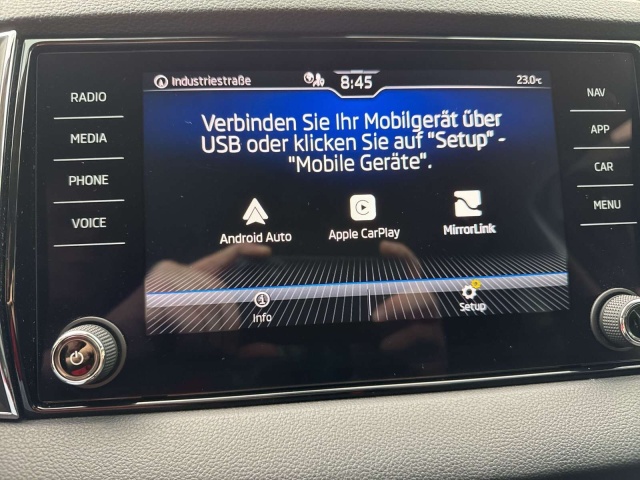 Industriestraße
8:45
23.0°C
RADIO
MEDIA
PHONE
VOICE
NAV
APP
CAR
MENU
Verbinden Sie Ihr Mobilgerät über
USB oder klicken Sie auf "Setup" -
"Mobile Geräte".
Android Auto
Apple CarPlay
MirrorLink
Info
Setup